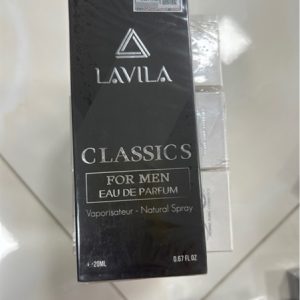 LAVILA
CLASSICS
FOR MEN
EAU DE PARFUM
Vaporisateur - Natural Spray
20ML 0.67 FL OZ